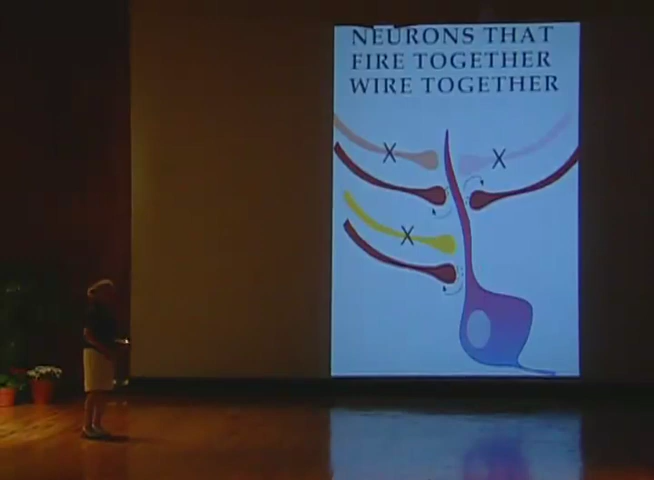 NEURONS THAT
FIRE TOGETHER
WIRE TOGETHER
X
X
X